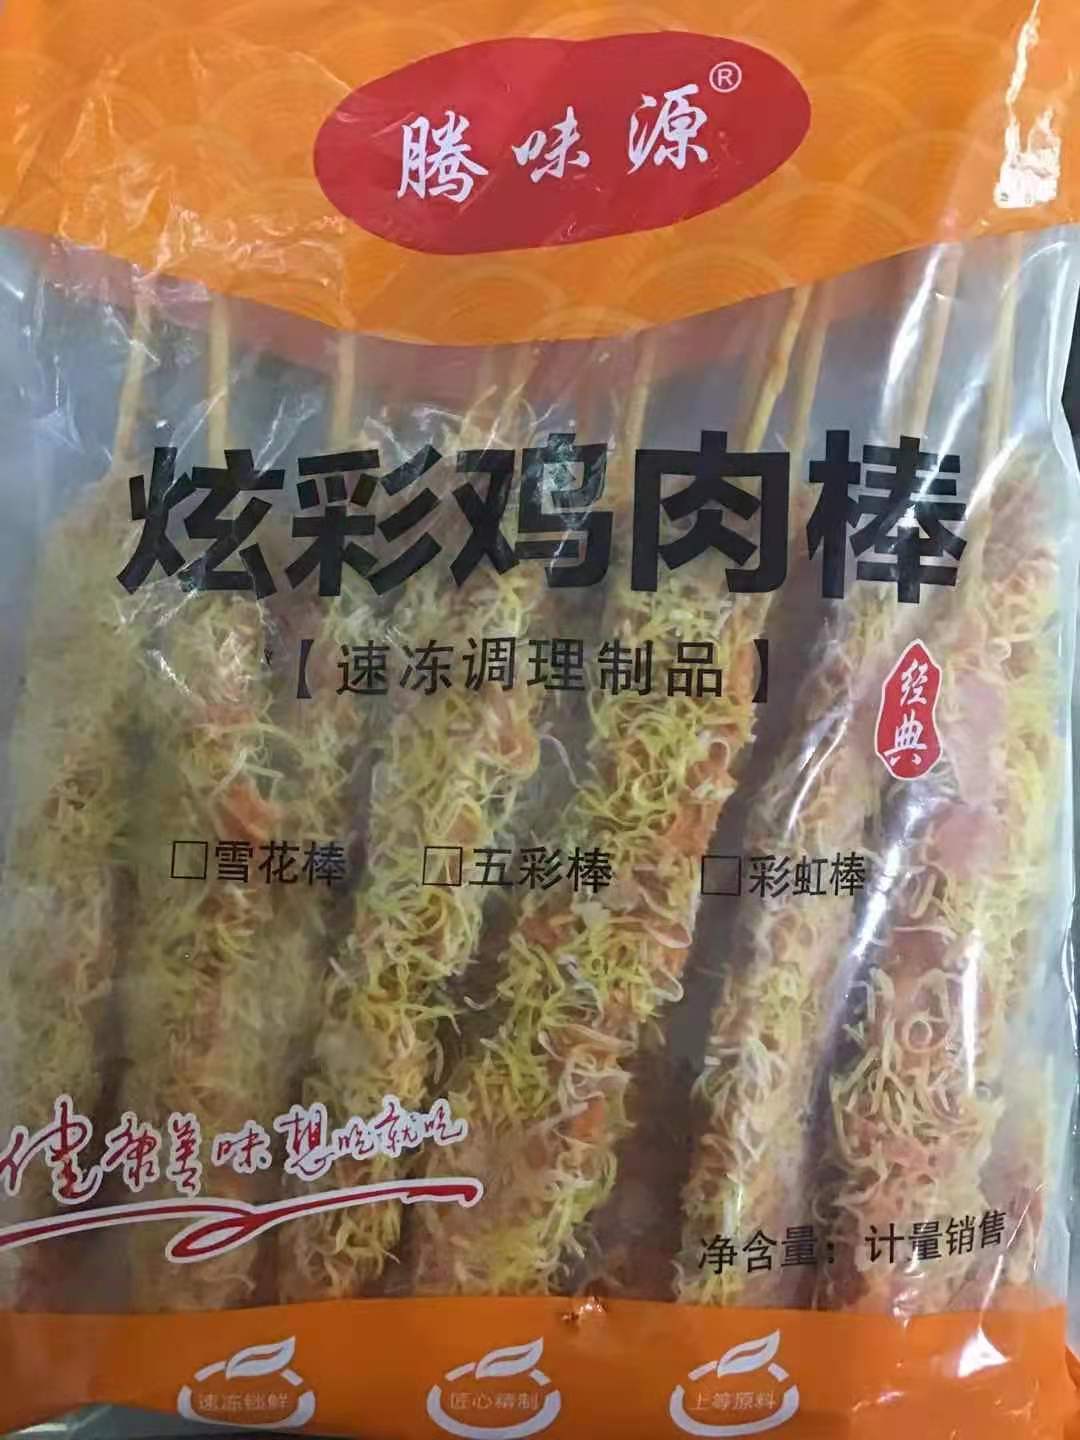 腾味源®
炫彩鸡肉棒
【速冻调理制品】
经典
□雪花棒 □五彩棒 □彩虹棒
健康美味想吃就吃
净含量：计量销售
速冻锁鲜 匠心精制 上等原料